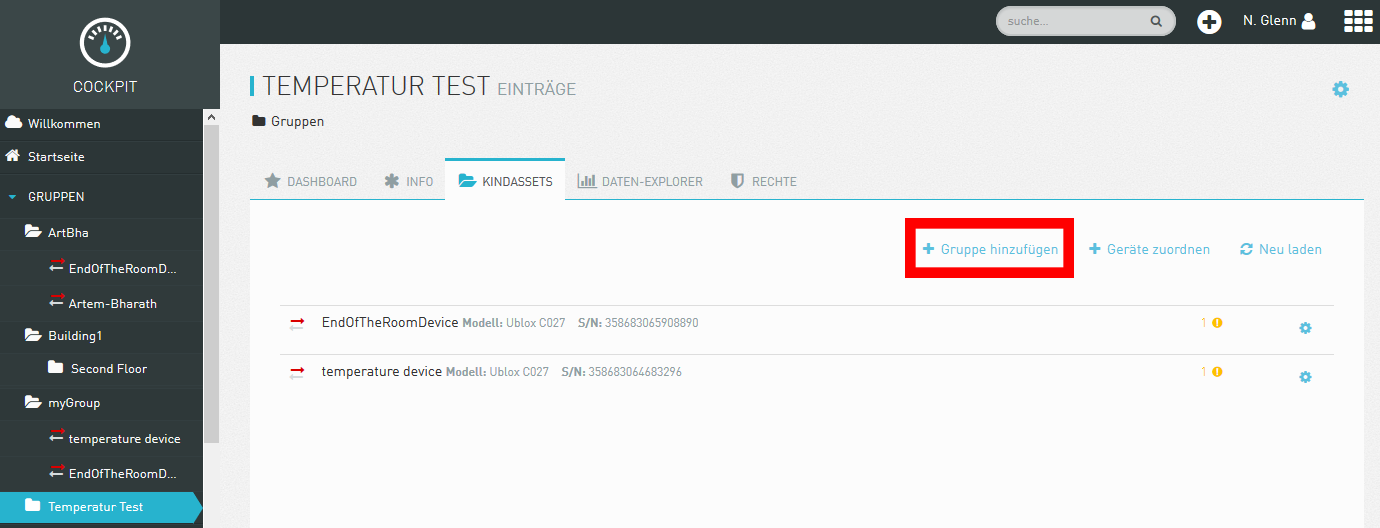 suche...
N. Glenn
COCKPIT
Willkommen
Startseite
GRUPPEN
ArtBha
EndOfTheRoomD...
Artem-Bharath
Building1
Second Floor
myGroup
temperature device
EndOfTheRoomD...
Temperatur Test
TEMPERATUR TEST EINTRÄGE
Gruppen
DASHBOARD INFO KINDASSETS DATEN-EXPLORER RECHTE
Gruppe hinzufügen Geräte zuordnen Neu laden
EndOfTheRoomDevice Modell: Ublox C027 S/N: 358683065908890 1
temperature device Modell: Ublox C027 S/N: 358683064683296 1